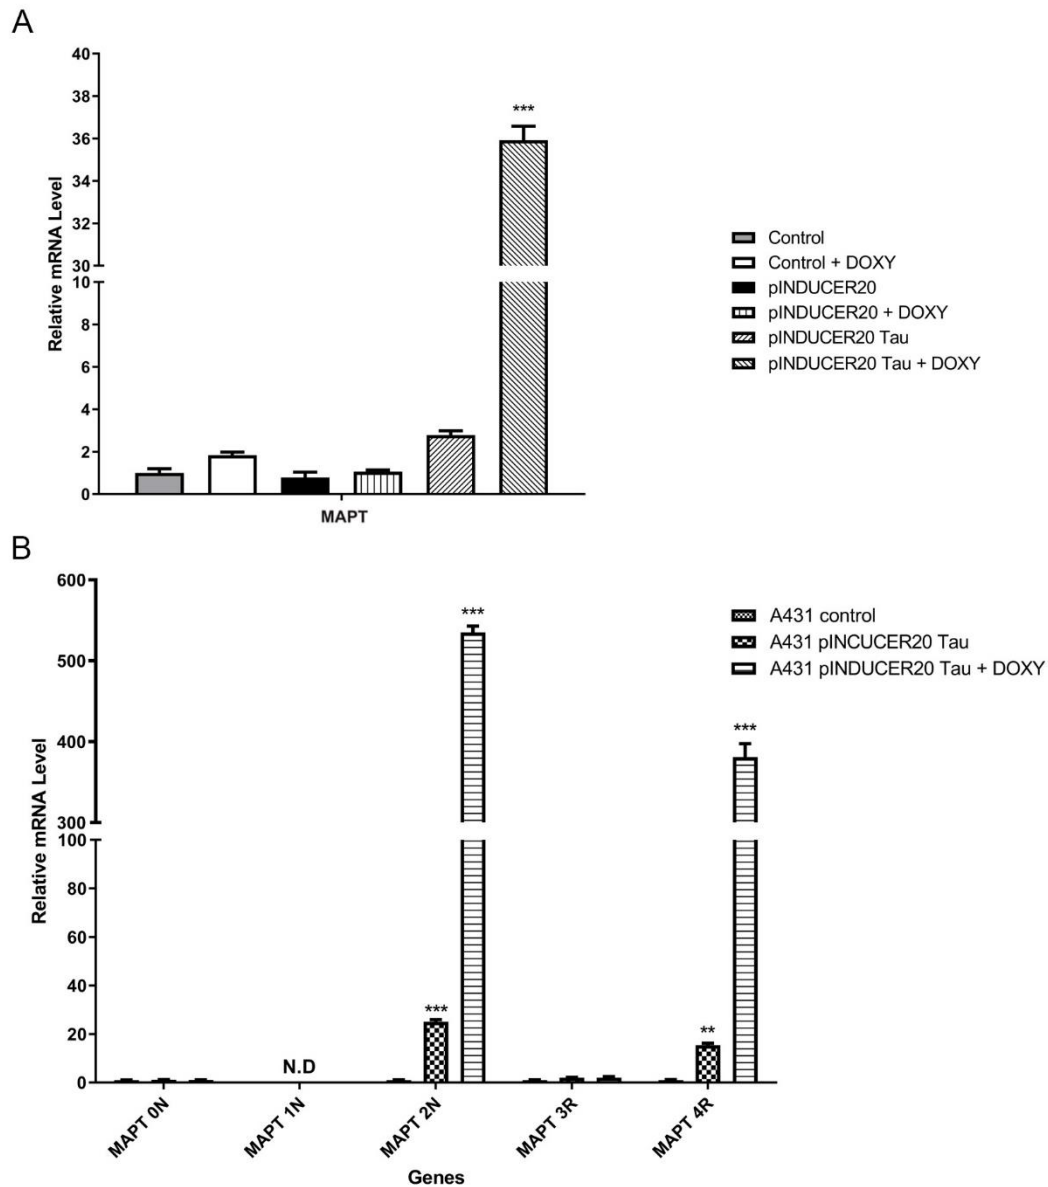 A
40
38
36
34
32
30
10
8
6
4
2
0
Relative mRNA Level
***
MAPT
Control
Control + DOXY
pINDUCER20
pINDUCER20 + DOXY
pINDUCER20 Tau
pINDUCER20 Tau + DOXY
B
600
500
400
300
100
80
60
40
20
0
Relative mRNA Level
N.D
***
***
**
***
MAPT 0N
MAPT 1N
MAPT 2N
MAPT 3R
MAPT 4R
Genes
A431 control
A431 pINCUCER20 Tau
A431 pINDUCER20 Tau + DOXY